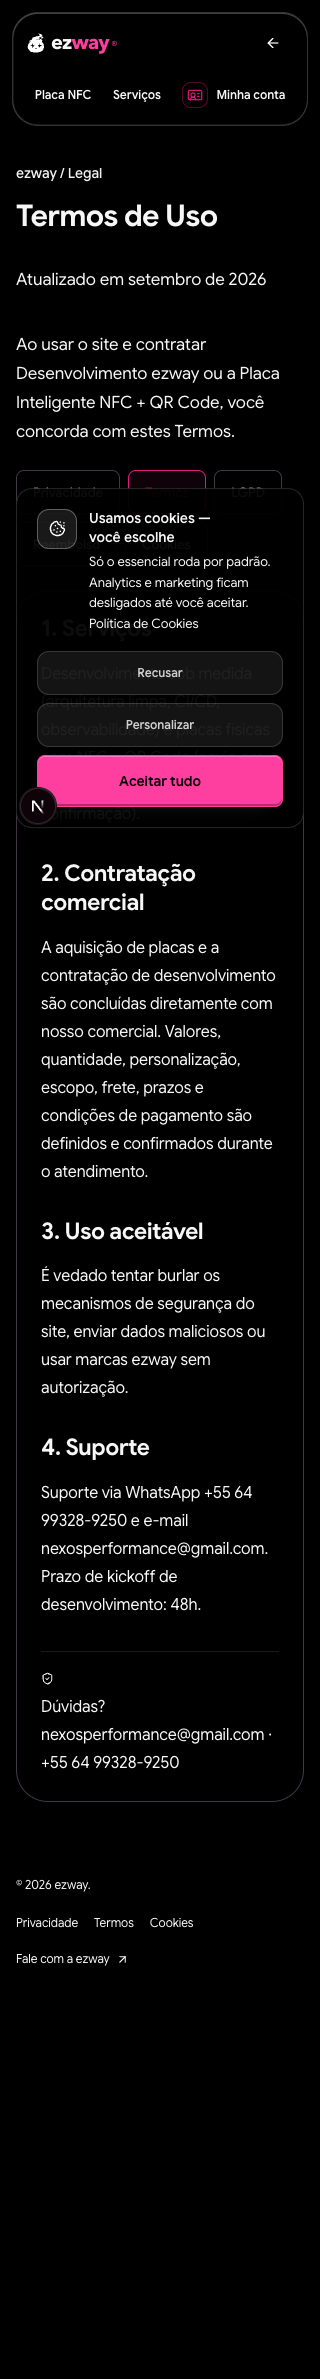 ezway®
Placa NFC
Serviços
Minha conta
ezway / Legal
Termos de Uso
Atualizado em setembro de 2026
Ao usar o site e contratar
Desenvolvimento ezway ou a Placa
Inteligente NFC + QR Code, você
concorda com estes Termos.
Privacidade
LGPD
Usamos cookies —
você escolhe
Só o essencial roda por padrão.
Analytics e marketing ficam
desligados até você aceitar.
Política de Cookies
1. Serviços
Recusar
Personalizar
Aceitar tudo
N
2. Contratação
comercial
A aquisição de placas e a
contratação de desenvolvimento
são concluídas diretamente com
nosso comercial. Valores,
quantidade, personalização,
escopo, frete, prazos e
condições de pagamento são
definidos e confirmados durante
o atendimento.
3. Uso aceitável
É vedado tentar burlar os
mecanismos de segurança do
site, enviar dados maliciosos ou
usar marcas ezway sem
autorização.
4. Suporte
Suporte via WhatsApp +55 64
99328-9250 e e-mail
nexosperformance@gmail.com.
Prazo de kickoff de
desenvolvimento: 48h.
Dúvidas?
nexosperformance@gmail.com ·
+55 64 99328-9250
© 2026 ezway.
Privacidade
Termos
Cookies
Fale com a ezway